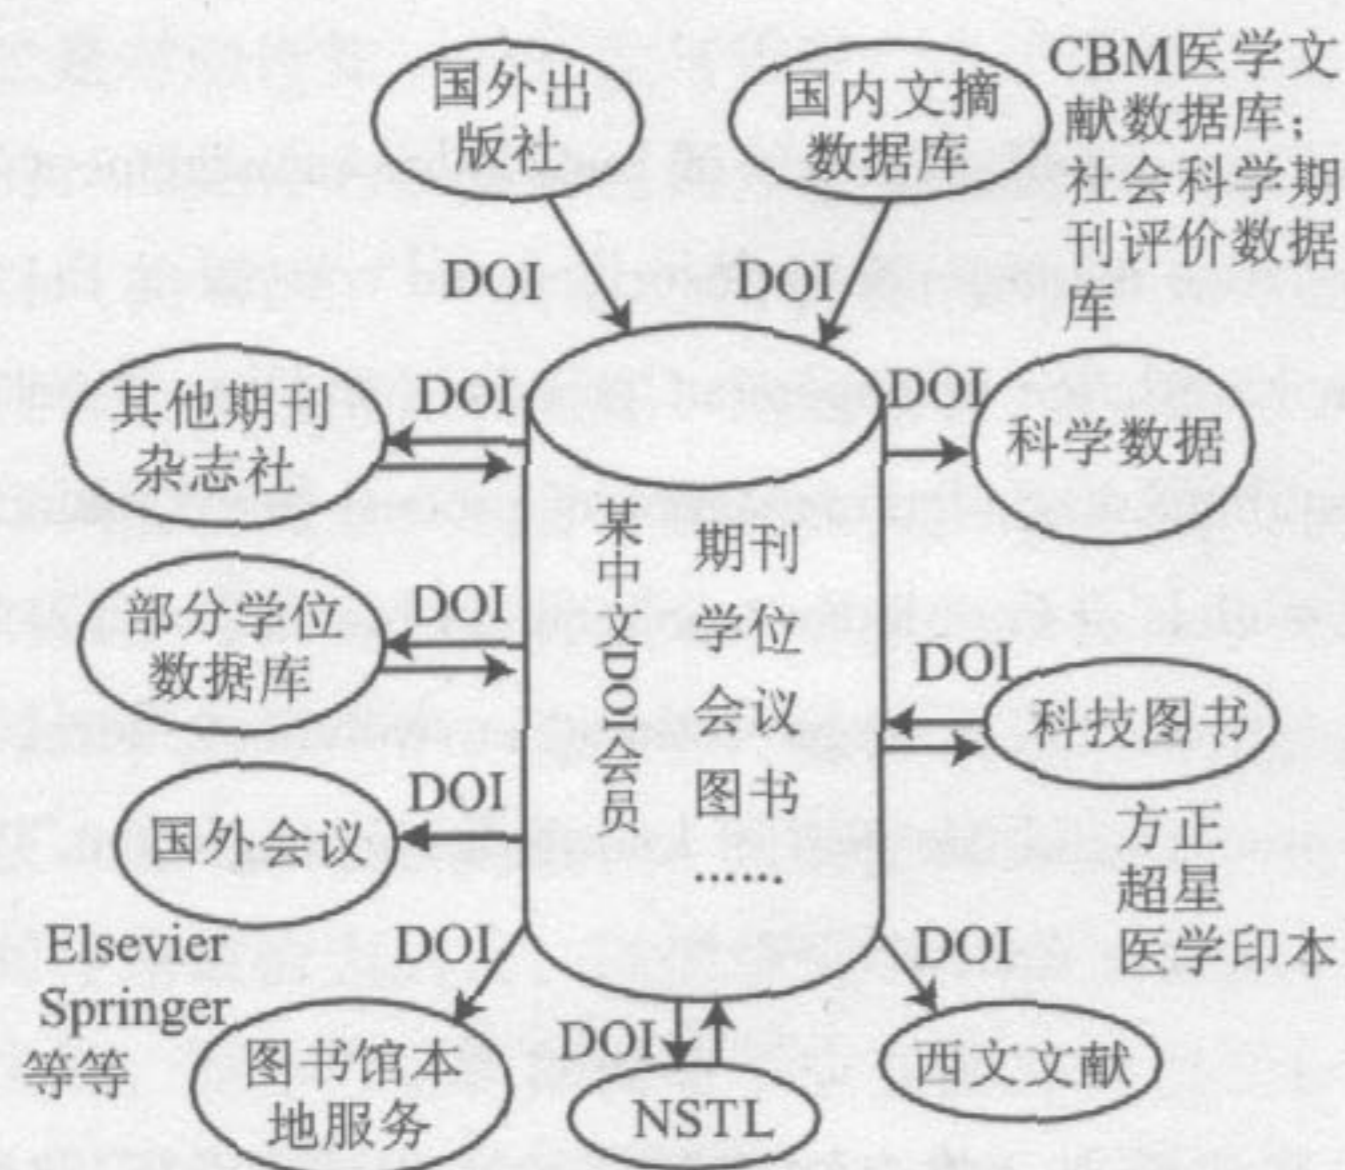 国外出
版社
国内文摘
数据库
CBM医学文
献数据库；
社会科学期
刊评价数据
库
DOI
DOI
其他期刊
杂志社
DOI
DOI
科学数据
某中文DOI会员
期刊
学位
会议
图书
……
部分学位
数据库
DOI
DOI
科技图书
方正
超星
医学印本
国外会议
DOI
Elsevier
Springer
等等
DOI
图书馆本
地服务
DOI
NSTL
DOI
西文文献